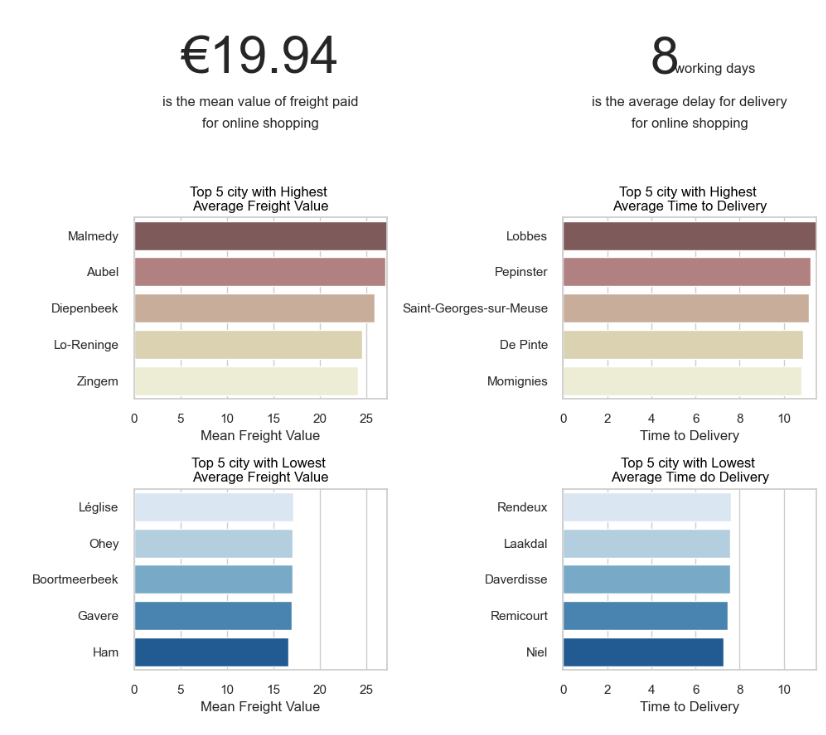 €19.94
is the mean value of freight paid
for online shopping
8 working days
is the average delay for delivery
for online shopping
Top 5 city with Highest
Average Freight Value
Malmedy
Aubel
Diepenbeek
Lo-Reninge
Zingem
0 5 10 15 20 25
Mean Freight Value
Top 5 city with Highest
Average Time to Delivery
Lobbes
Pepinster
Saint-Georges-sur-Meuse
De Pinte
Momignies
0 2 4 6 8 10
Time to Delivery
Top 5 city with Lowest
Average Freight Value
Léglise
Ohey
Boortmeerbeek
Gavere
Ham
0 5 10 15 20 25
Mean Freight Value
Top 5 city with Lowest
Average Time do Delivery
Rendeux
Laakdal
Daverdisse
Remicourt
Niel
0 2 4 6 8 10
Time to Delivery